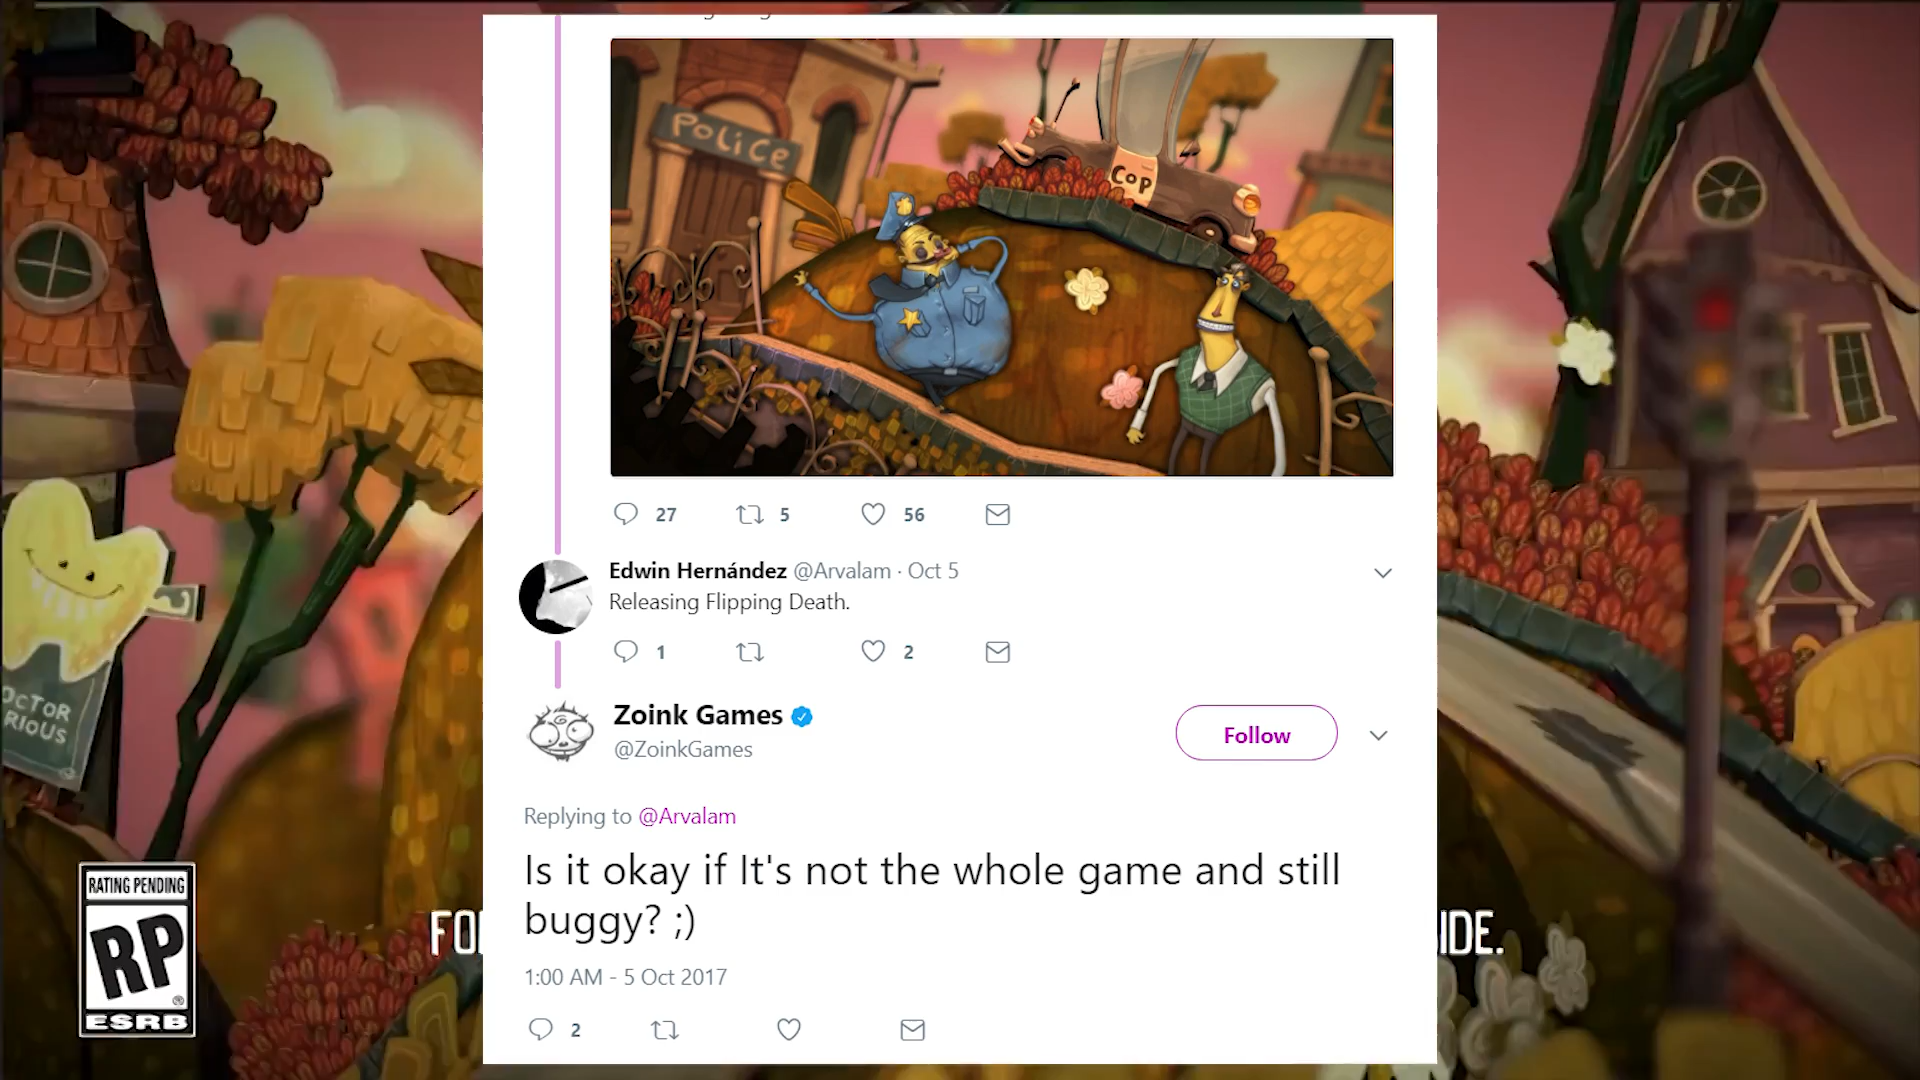 Police
Cop
27
5
56
Edwin Hernández @Arvalam · Oct 5
Releasing Flipping Death.
1
2
Zoink Games
@ZoinkGames
Follow
Replying to @Arvalam
Is it okay if It's not the whole game and still
buggy? ;)
1:00 AM - 5 Oct 2017
2
RATING PENDING
RP
®
ESRB
IDE.